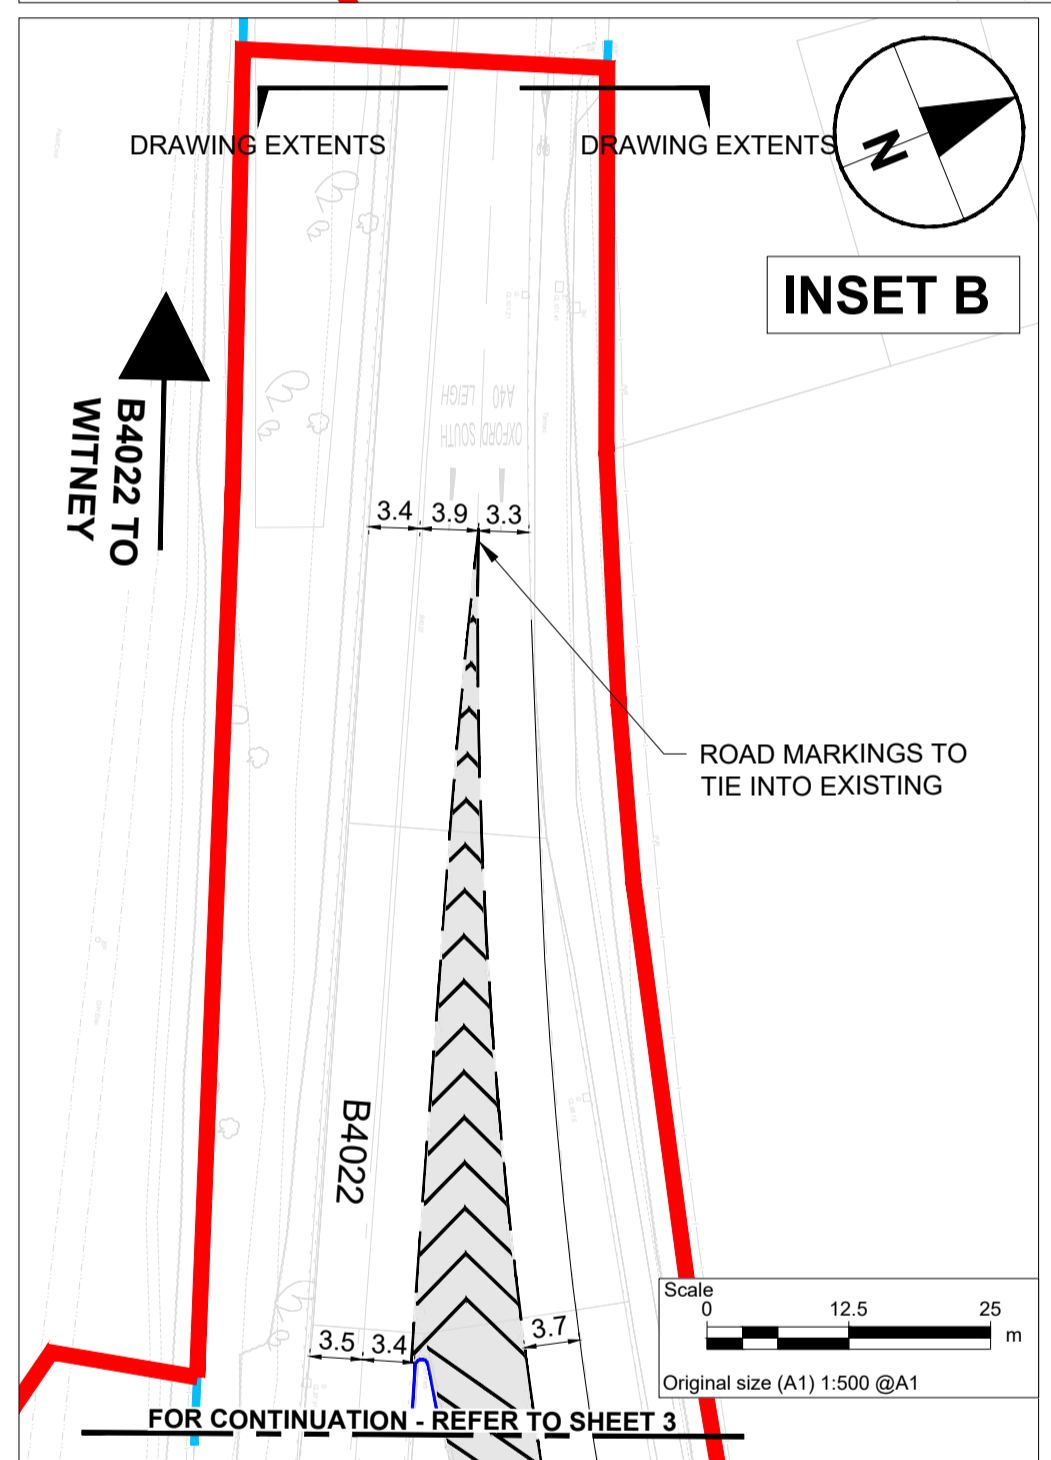 DRAWING EXTENTS
DRAWING EXTENTS
N
INSET B
B4022 TO
WITNEY
LEIGH
A40
OXFORD SOUTH
3.4
3.9
3.3
ROAD MARKINGS TO
TIE INTO EXISTING
B4022
3.5
3.4
3.7
Scale
0
12.5
25
m
Original size (A1) 1:500 @A1
FOR CONTINUATION - REFER TO SHEET 3